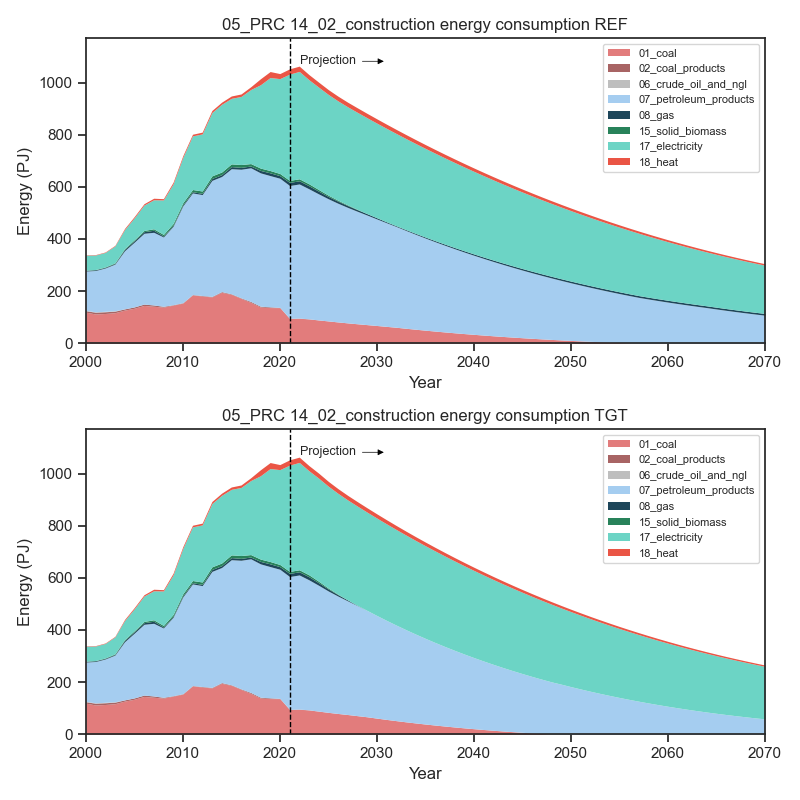 05_PRC 14_02_construction energy consumption REF
Projection
01_coal
02_coal_products
06_crude_oil_and_ngl
07_petroleum_products
08_gas
15_solid_biomass
17_electricity
18_heat
Energy (PJ)
1000
800
600
400
200
0
2000 2010 2020 2030 2040 2050 2060 2070
Year
05_PRC 14_02_construction energy consumption TGT
Projection
01_coal
02_coal_products
06_crude_oil_and_ngl
07_petroleum_products
08_gas
15_solid_biomass
17_electricity
18_heat
Energy (PJ)
1000
800
600
400
200
0
2000 2010 2020 2030 2040 2050 2060 2070
Year